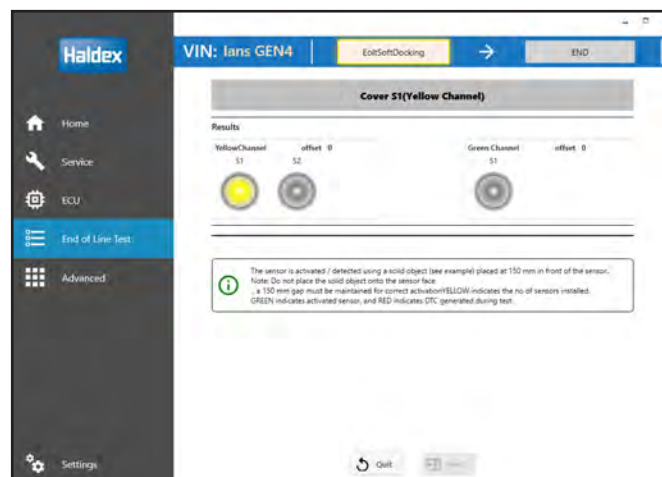 Haldex
VIN: Ians GEN4
EoltSoftDocking
END
Cover S1(Yellow Channel)
Home
Service
ECU
End of Line Test
Advanced
Settings
Results
YellowChannel offset 0
S1 S2
Green Channel offset 0
S1
The sensor is activated / detected using a solid object (see example) placed at 150 mm in front of the sensor.
Note: Do not place the solid object onto the sensor face
, a 150 mm gap must be maintained for correct activationYELLOW indicates the no of sensors installed.
GREEN indicates activated sensor, and RED indicates DTC generated during test.
Quit